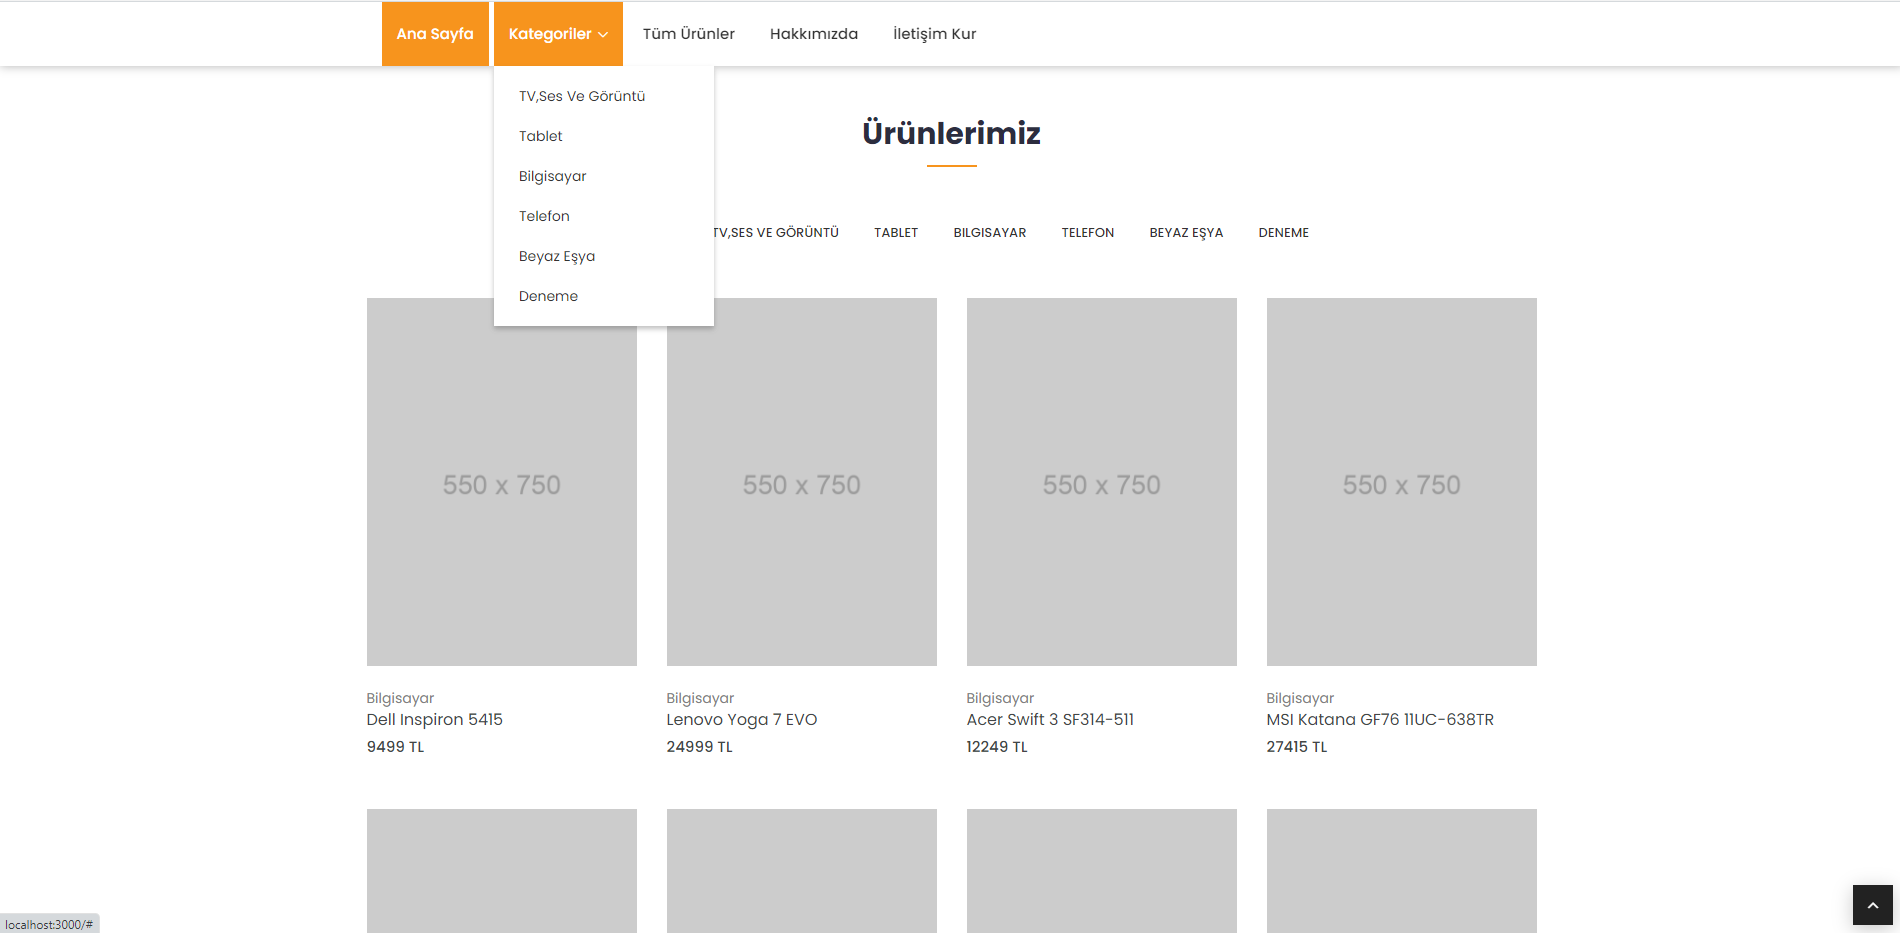 Ana Sayfa Kategoriler Tüm Ürünler Hakkımızda İletişim Kur
TV,Ses Ve Görüntü
Tablet
Bilgisayar
Telefon
Beyaz Eşya
Deneme
Ürünlerimiz
TV,SES VE GÖRÜNTÜ TABLET BILGISAYAR TELEFON BEYAZ EŞYA DENEME
550 x 750 550 x 750 550 x 750 550 x 750
Bilgisayar Bilgisayar Bilgisayar Bilgisayar
Dell Inspiron 5415 Lenovo Yoga 7 EVO Acer Swift 3 SF314-511 MSI Katana GF76 11UC-638TR
9499 TL 24999 TL 12249 TL 27415 TL
localhost:3000/#